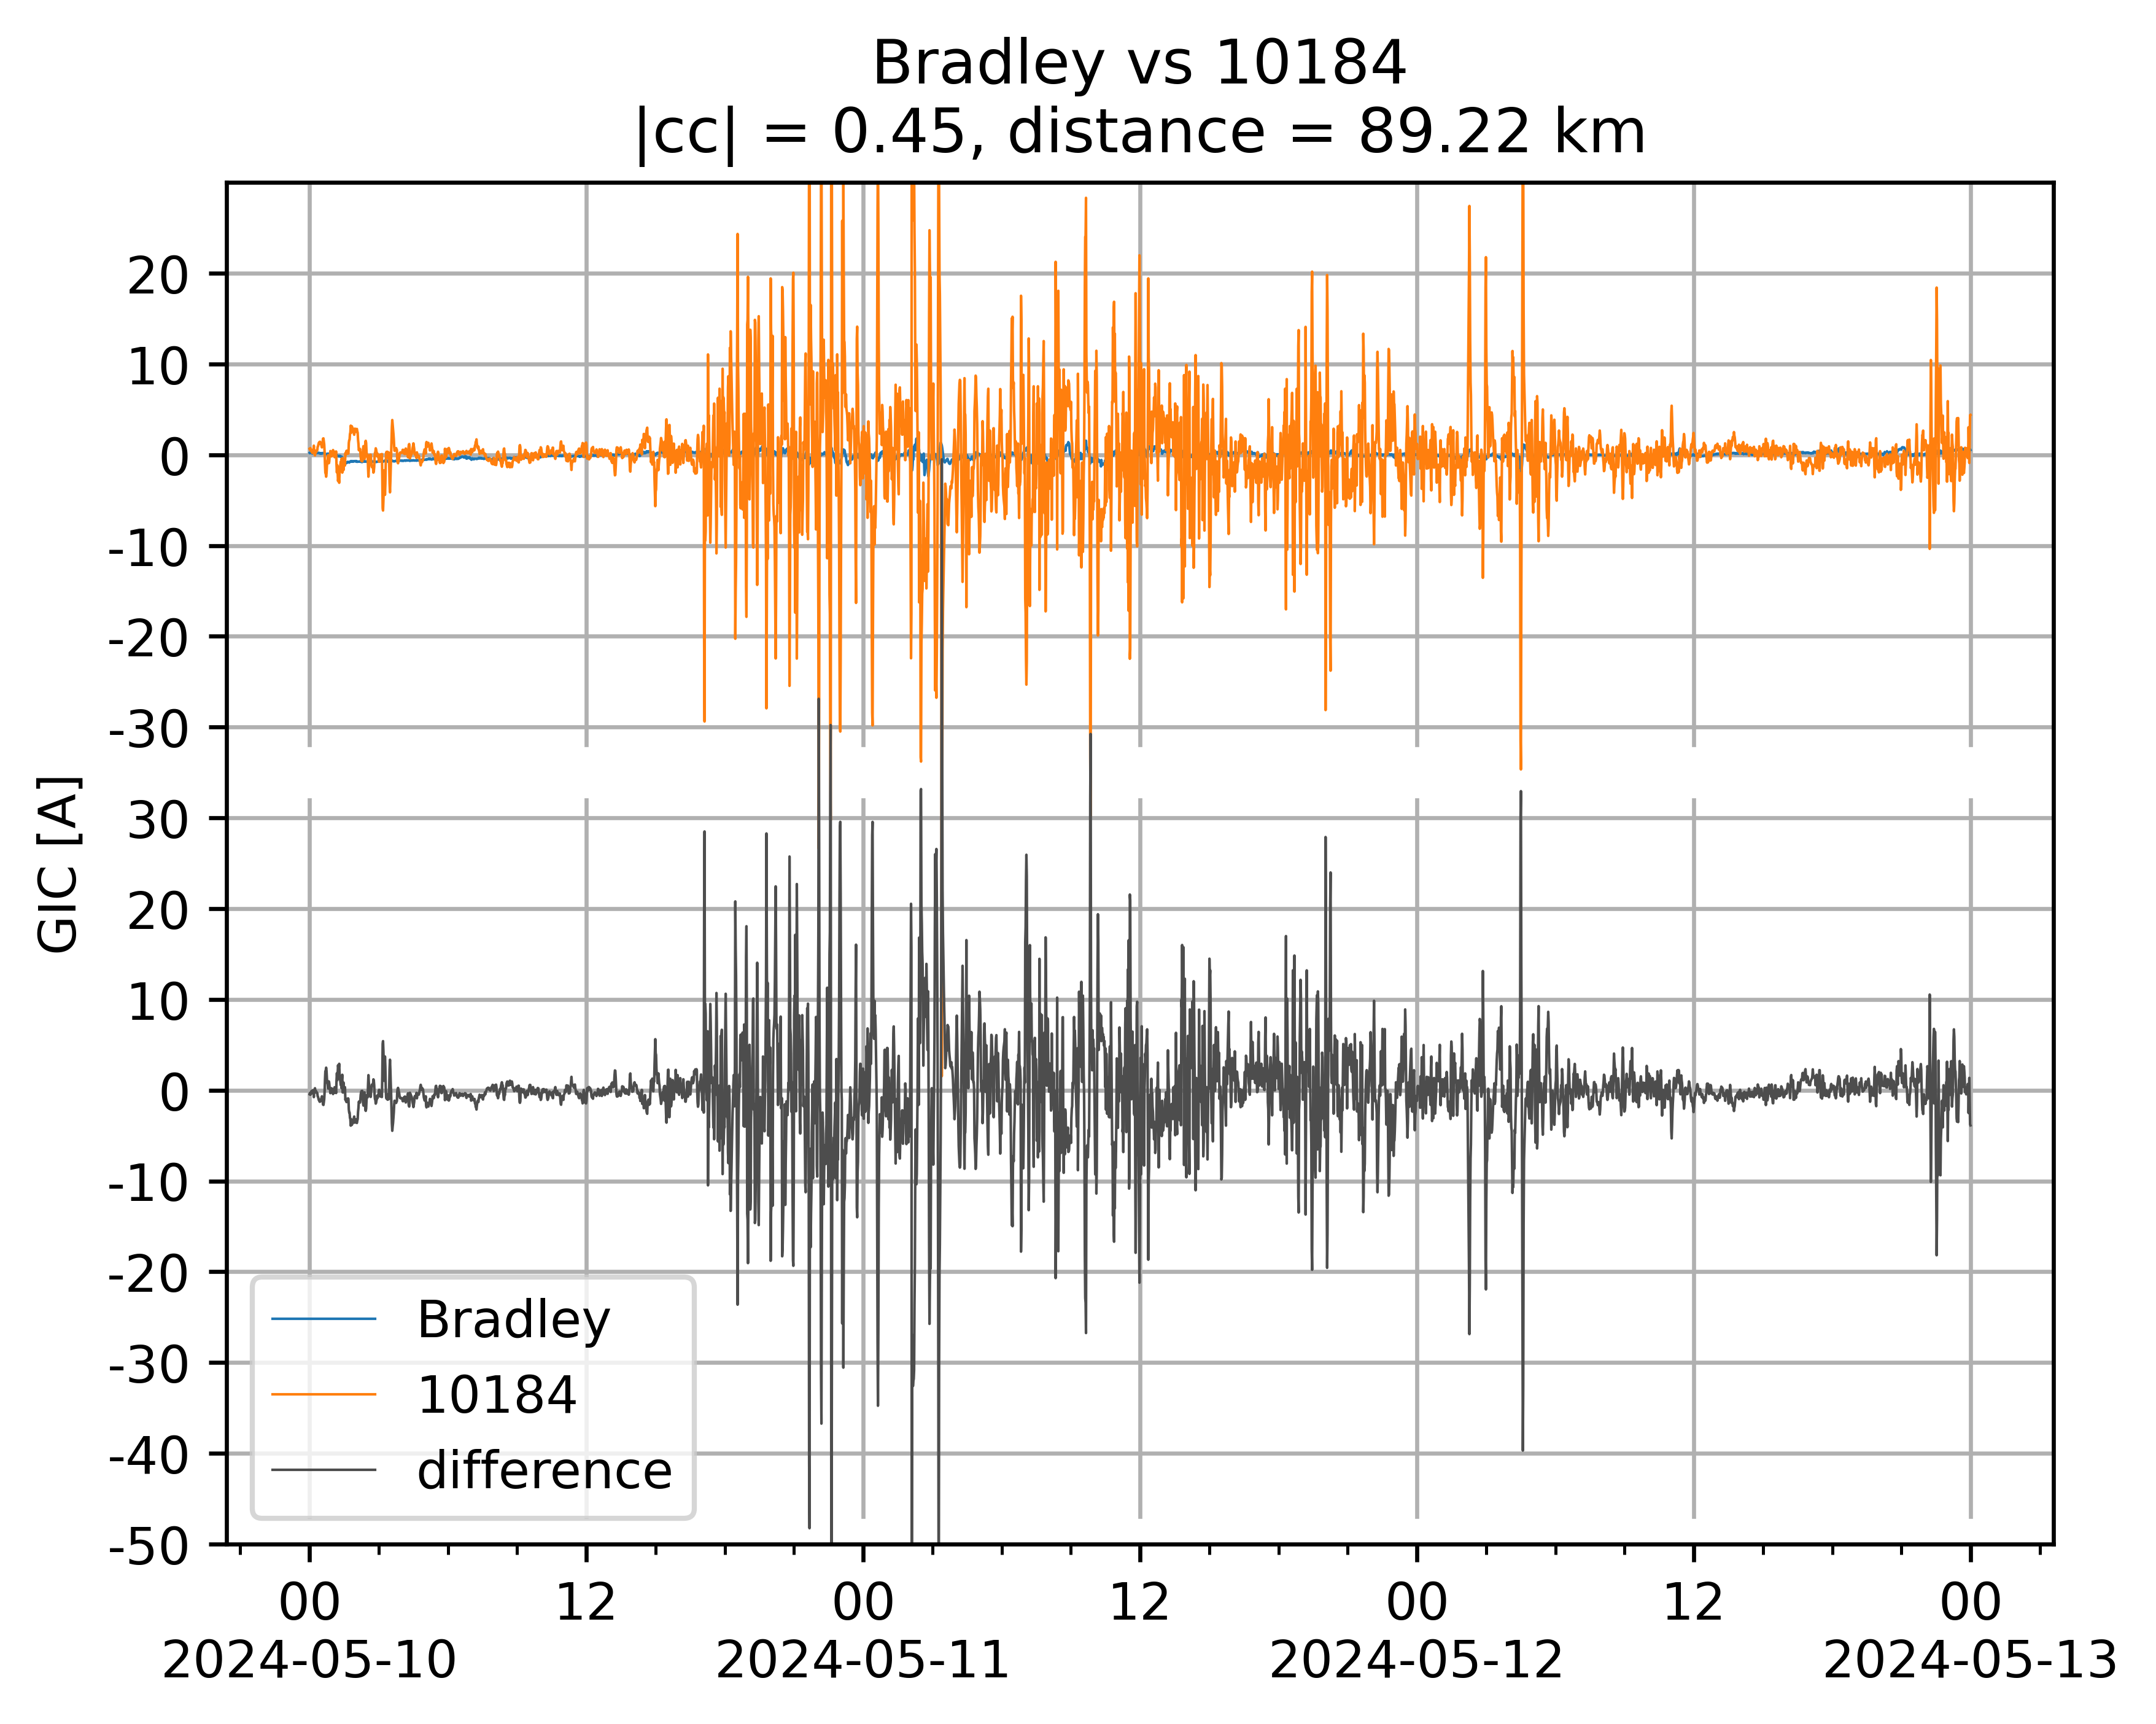 Bradley vs 10184
|cc| = 0.45, distance = 89.22 km
GIC [A]
20
10
0
-10
-20
-30
30
20
10
0
-10
-20
-30
-40
-50
Bradley
10184
difference
00 12 00 12 00 12 00
2024-05-10 2024-05-11 2024-05-12 2024-05-13